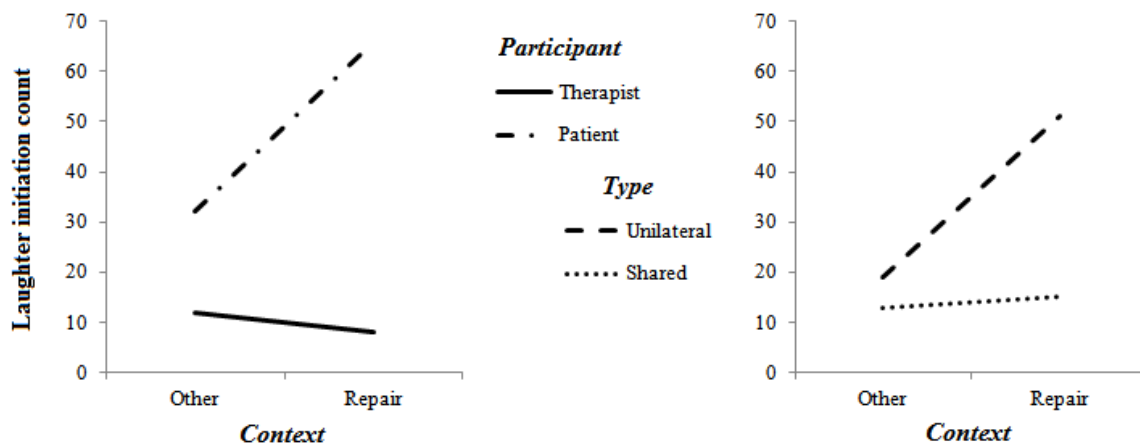 Laughter initiation count
70
60
50
40
30
20
10
0
Other
Repair
Context
Participant
Therapist
Patient
Type
Unilateral
Shared
70
60
50
40
30
20
10
0
Other
Repair
Context